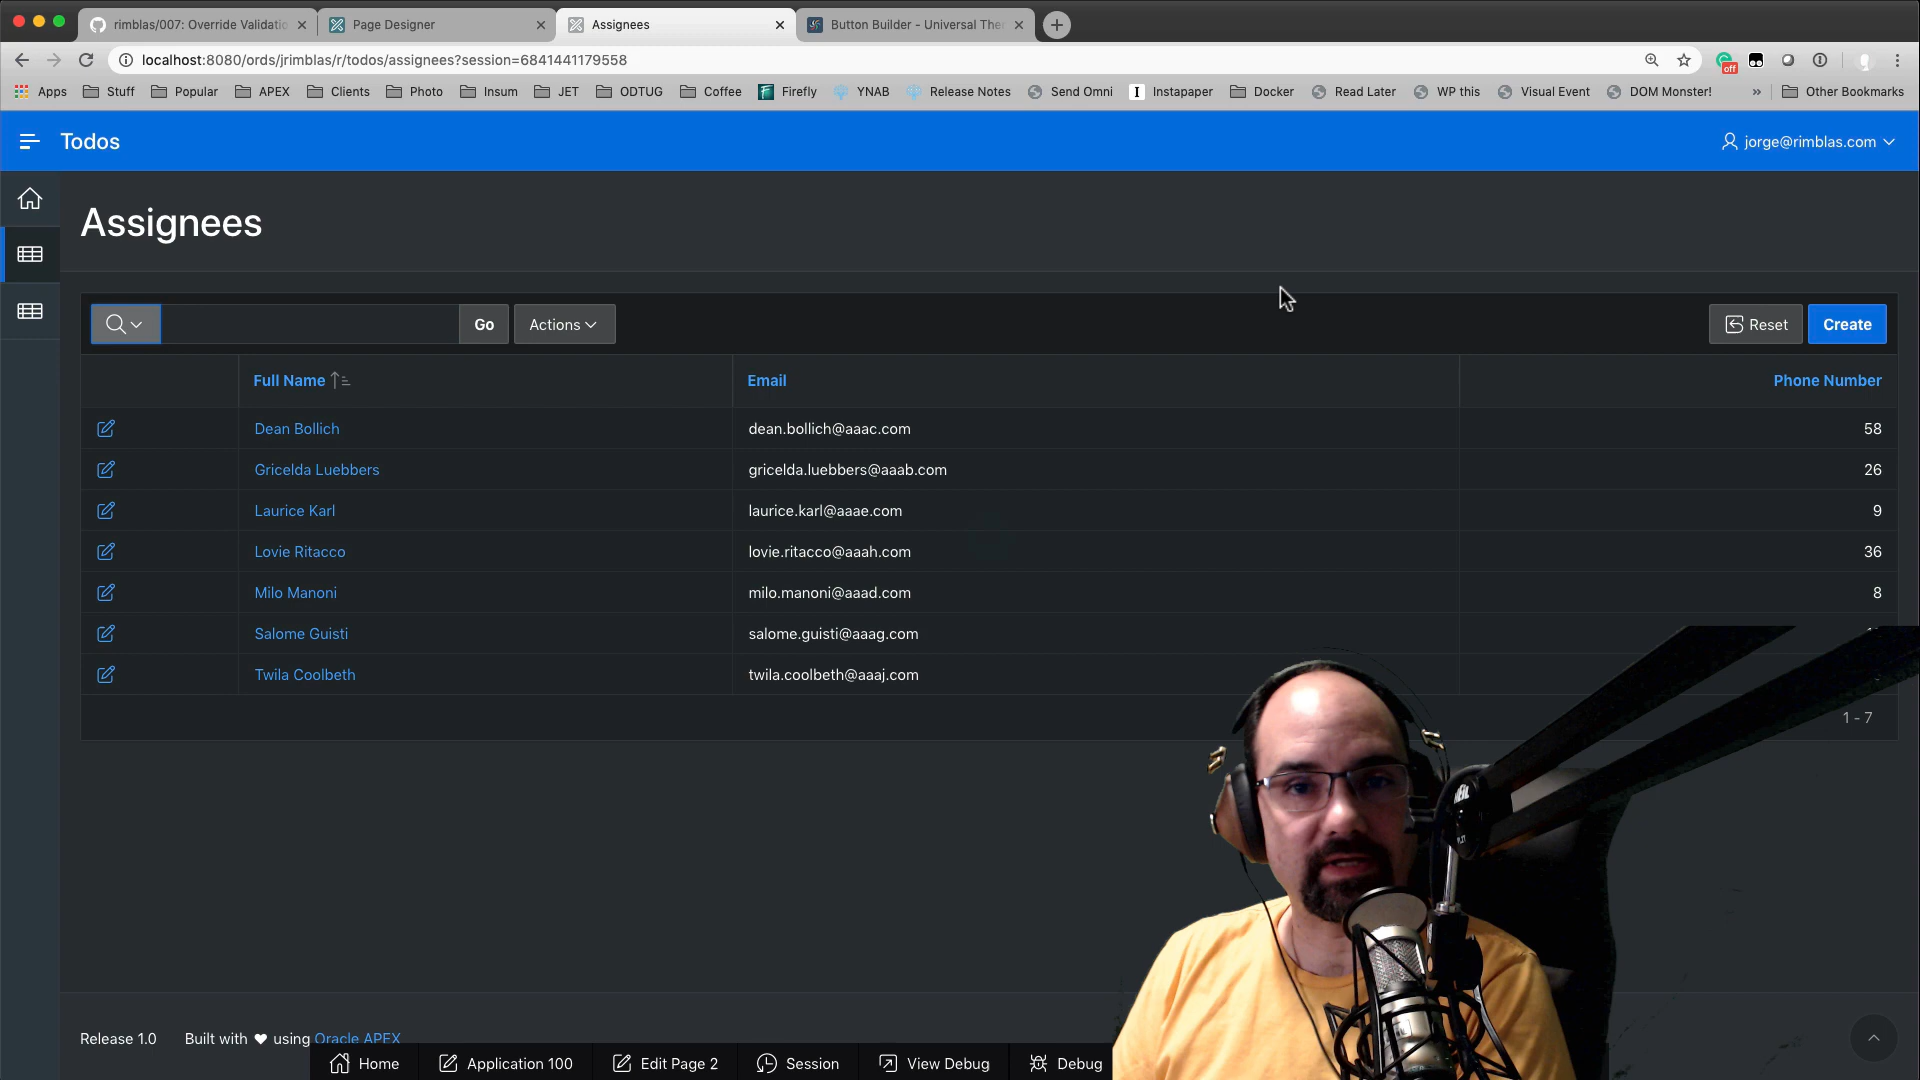 rimblas/007: Override Validatio
Page Designer
Assignees
Button Builder - Universal The
localhost:8080/ords/jrimblas/r/todos/assignees?session=6841441179558
off
Apps
Stuff
Popular
APEX
Clients
Photo
Insum
JET
ODTUG
Coffee
Firefly
YNAB
Release Notes
Send Omni
Instapaper
Docker
Read Later
WP this
Visual Event
DOM Monster!
»
Other Bookmarks
Todos
jorge@rimblas.com
Assignees
Go
Actions
Reset
Create
Full Name
Email
Phone Number
Dean Bollich
dean.bollich@aaac.com
58
Gricelda Luebbers
gricelda.luebbers@aaab.com
26
Laurice Karl
laurice.karl@aaae.com
9
Lovie Ritacco
lovie.ritacco@aaah.com
36
Milo Manoni
milo.manoni@aaad.com
8
Salome Guisti
salome.guisti@aaag.com
Twila Coolbeth
twila.coolbeth@aaaj.com
1 - 7
Release 1.0
Built with ♥ using Oracle APEX
Home
Application 100
Edit Page 2
Session
View Debug
Debug